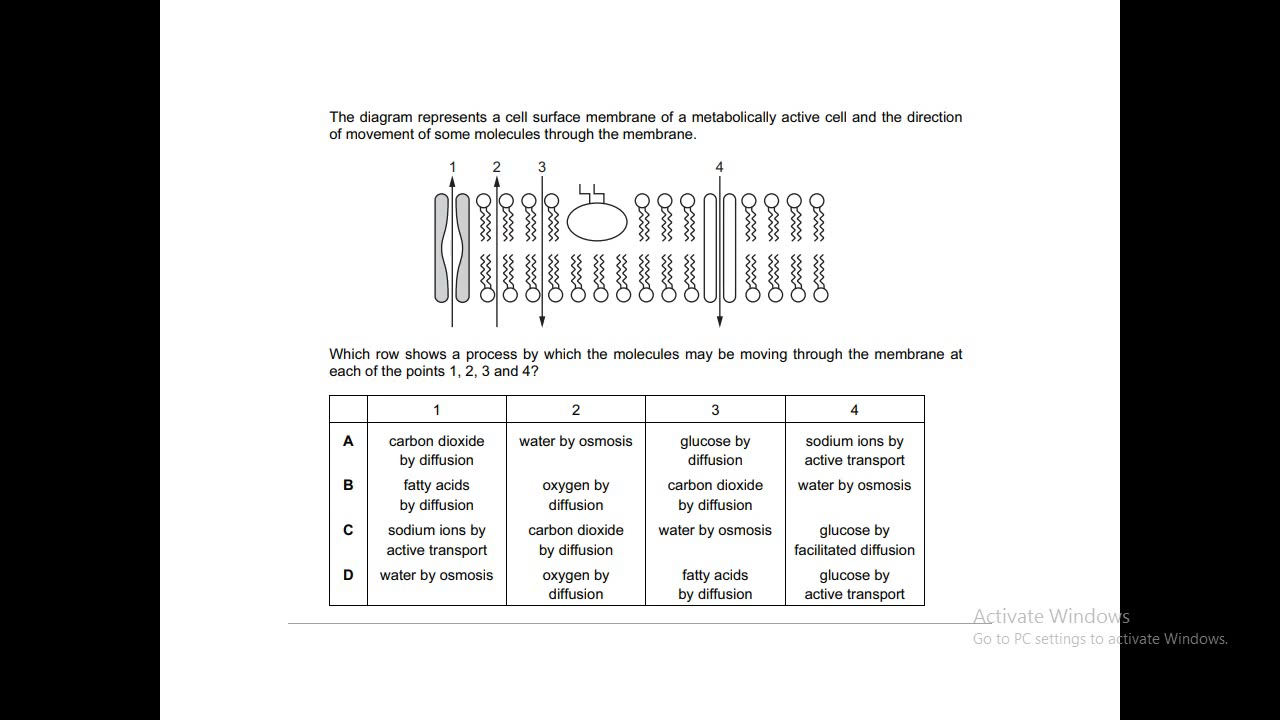 The diagram represents a cell surface membrane of a metabolically active cell and the direction
of movement of some molecules through the membrane.
1 2 3 4
Which row shows a process by which the molecules may be moving through the membrane at
each of the points 1, 2, 3 and 4?
1 2 3 4
A carbon dioxide water by osmosis glucose by sodium ions by
by diffusion diffusion active transport
B fatty acids oxygen by carbon dioxide water by osmosis
by diffusion diffusion by diffusion
C sodium ions by carbon dioxide water by osmosis glucose by
active transport by diffusion facilitated diffusion
D water by osmosis oxygen by fatty acids glucose by
diffusion by diffusion active transport
Activate Windows
Go to PC settings to activate Windows.